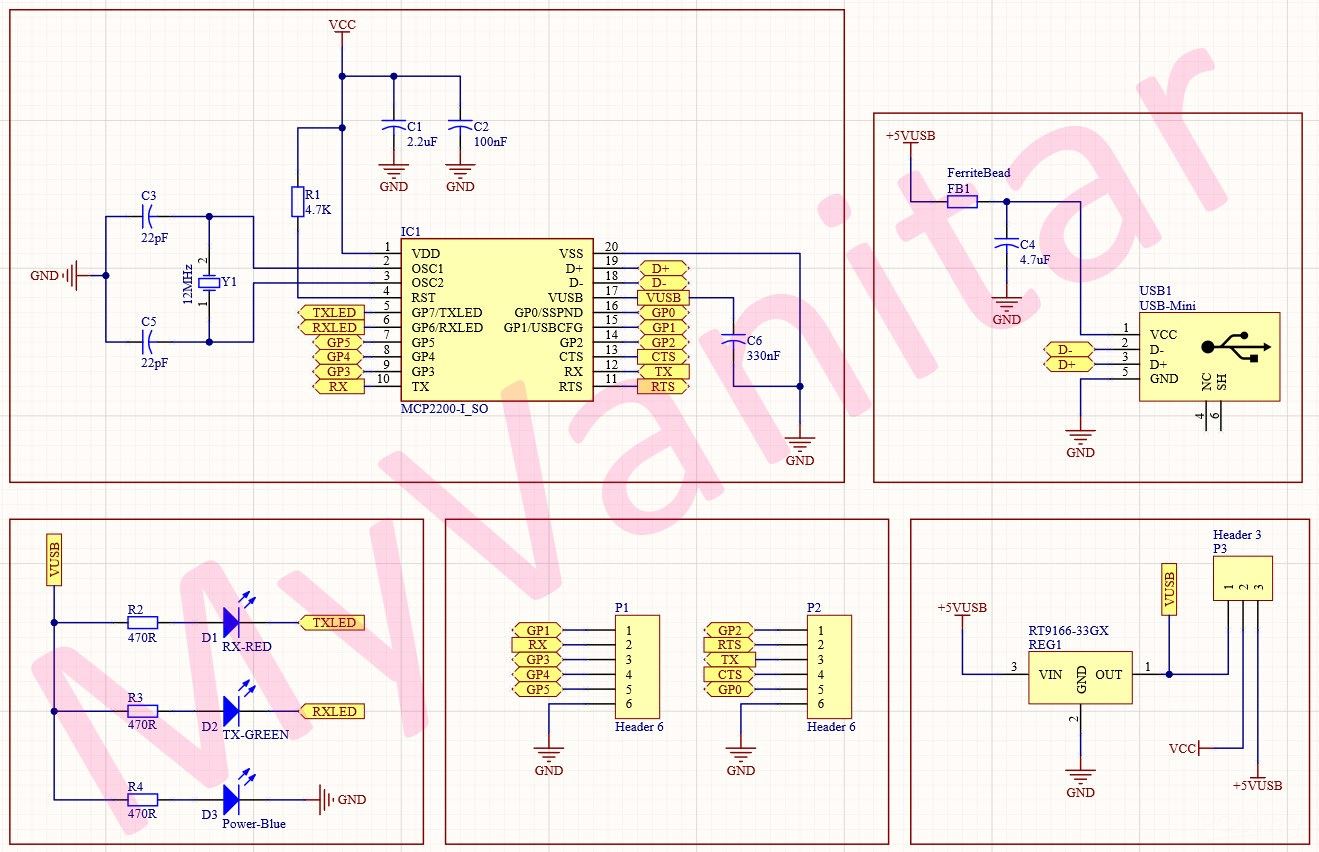 VCC
C1
2.2uF
C2
100nF
GND
GND
R1
4.7K
C3
22pF
GND
12MHz
2
1
Y1
C5
22pF
IC1
1 VDD VSS 20
2 OSC1 D+ 19 D+
3 OSC2 D- 18 D-
4 RST VUSB 17 VUSB
TXLED 5 GP7/TXLED GP0/SSPND 16 GP0
RXLED 6 GP6/RXLED GP1/USBCFG 15 GP1
GP5 7 GP5 GP2 14 GP2
GP4 8 GP4 CTS 13 CTS
GP3 9 GP3 RX 12 TX
RX 10 TX RTS 11 RTS
MCP2200-I_SO
C6
330nF
GND
+5VUSB
FerriteBead
FB1
C4
4.7uF
GND
USB1
USB-Mini
1 VCC
D- 2 D-
D+ 3 D+
5 GND
NC SH
4 6
GND
VUSB
R2
470R
D1
RX-RED
TXLED
R3
470R
D2
TX-GREEN
RXLED
R4
470R
D3
Power-Blue
GND
P1
GP1 1
RX 2
GP3 3
GP4 4
GP5 5
6
Header 6
GND
P2
GP2 1
RTS 2
TX 3
CTS 4
GP0 5
6
Header 6
GND
+5VUSB
RT9166-33GX
REG1
3 VIN GND OUT 1
2
GND
VUSB
Header 3
P3
1 2 3
VCC
+5VUSB
MyVanitar